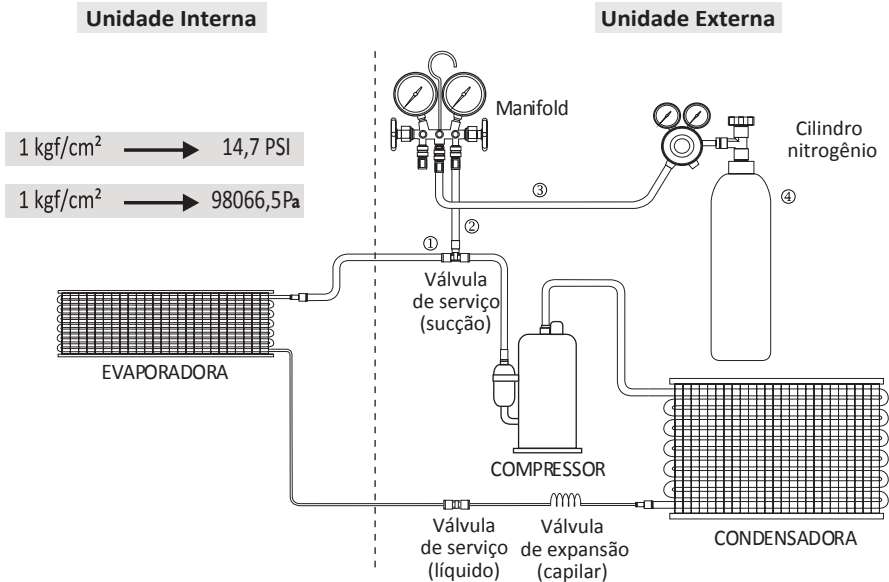 Unidade Interna
Unidade Externa
Manifold
Cilindro
nitrogênio
1 kgf/cm² 14,7 PSI
1 kgf/cm² 98066,5Pa
③
④
②
①
Válvula
de serviço
(sucção)
EVAPORADORA
COMPRESSOR
Válvula
de serviço
(líquido)
Válvula
de expansão
(capilar)
CONDENSADORA